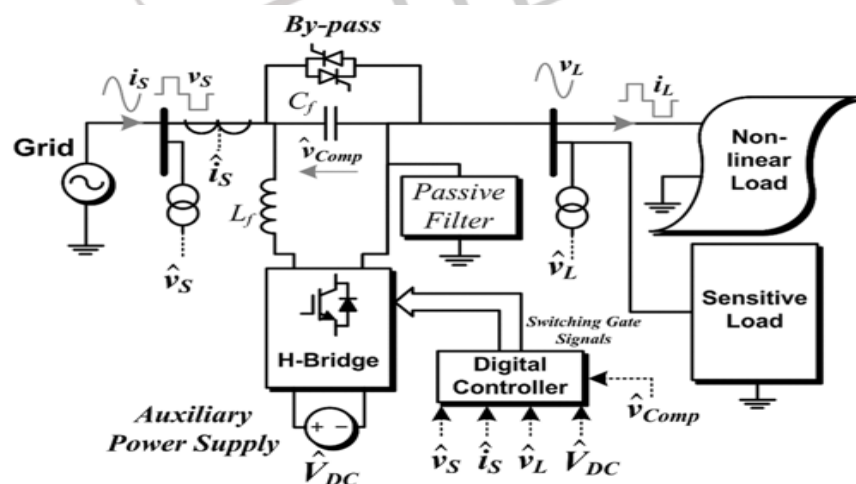 By-pass
i_S
v_S
C_f
v_L
i_L
Grid
v̂_Comp
Non-
linear
Load
î_S
L_f
Passive
Filter
v̂_S
v̂_L
Sensitive
Load
Switching Gate
Signals
H-Bridge
Digital
Controller
v̂_Comp
Auxiliary
Power Supply
+ −
V̂_DC
v̂_S
î_S
v̂_L
V̂_DC